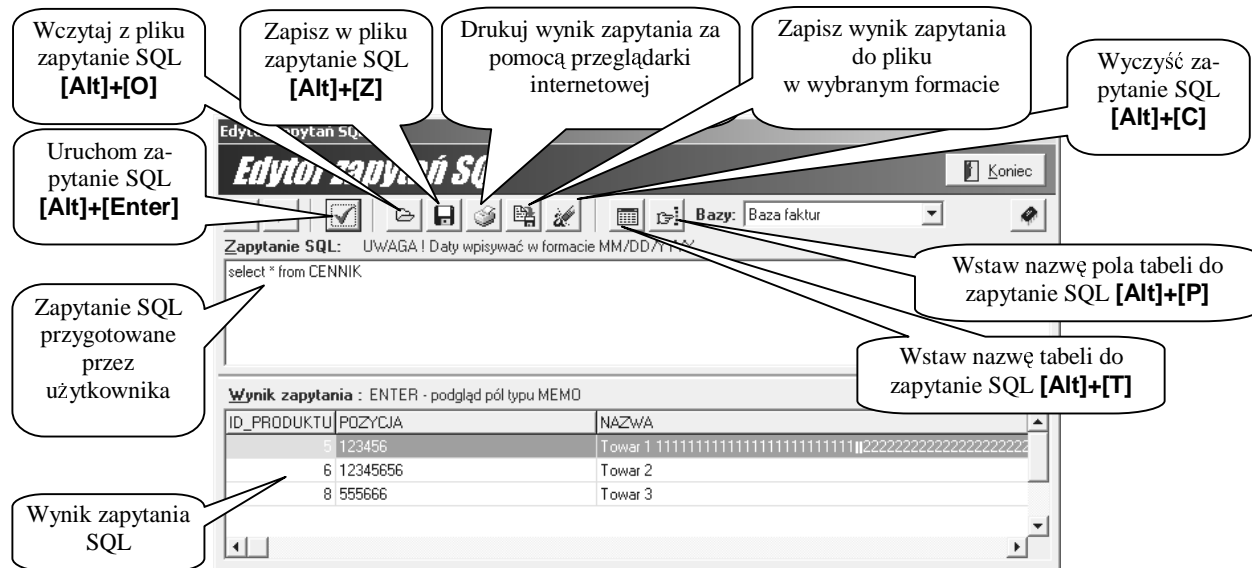 Wczytaj z pliku
zapytanie SQL
[Alt]+[O]
Zapisz w pliku
zapytanie SQL
[Alt]+[Z]
Drukuj wynik zapytania za
pomocą przeglądarki
internetowej
Zapisz wynik zapytania
do pliku
w wybranym formacie
Wyczyść za-
pytanie SQL
[Alt]+[C]
Uruchom za-
pytanie SQL
[Alt]+[Enter]
Edytor zapytań SQL
Edytor zapytań SQL
Koniec
Bazy: Baza faktur
Zapytanie SQL: UWAGA ! Daty wpisywać w formacie MM/DD/YYYY
select * from CENNIK
Wstaw nazwę pola tabeli do
zapytanie SQL [Alt]+[P]
Zapytanie SQL
przygotowane
przez
użytkownika
Wstaw nazwę tabeli do
zapytanie SQL [Alt]+[T]
Wynik zapytania : ENTER - podgląd pól typu MEMO
ID_PRODUKTU POZYCJA NAZWA
5 123456 Towar 1
6 12345656 Towar 2
8 555666 Towar 3
Wynik zapytania
SQL